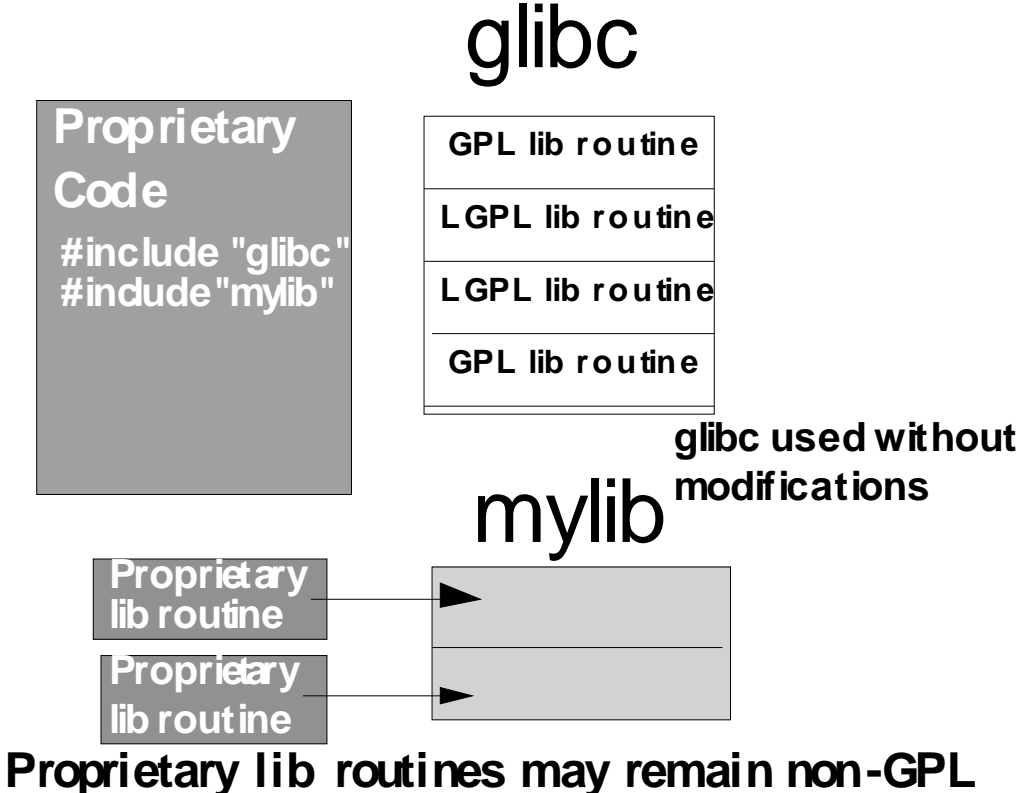 glibc
Proprietary
Code
#include "glibc"
#include "mylib"
GPL lib routine
LGPL lib routine
LGPL lib routine
GPL lib routine
glibc used without
modifications
mylib
Proprietary
lib routine
Proprietary
lib routine
Proprietary lib routines may remain non-GPL